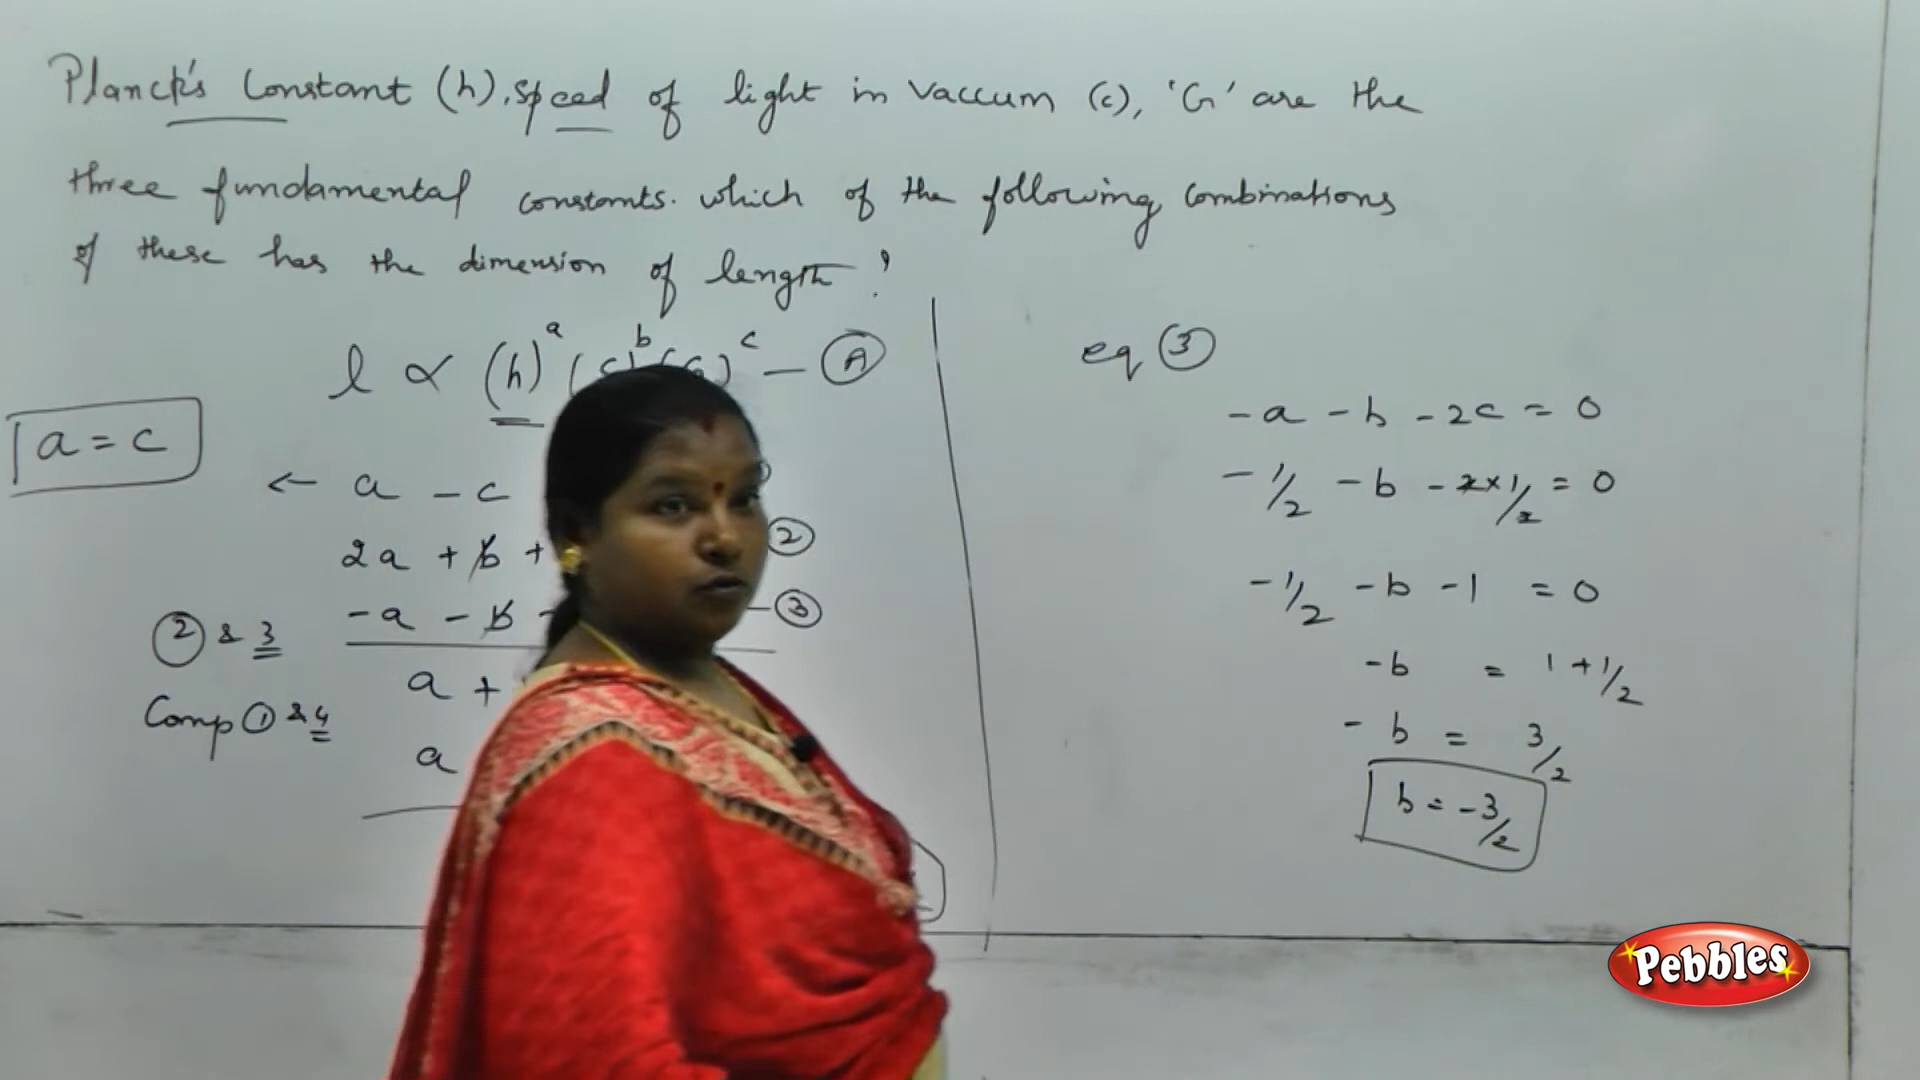 Planck's Constant (h), speed of light in vaccum (c), 'G' are the
three fundamental constants. which of the following combinations
of these has the dimension of length?
l ∝ (h)^a (c)^b (G)^c — (A)
a = c
← a - c
2a + b + ②
-a - b - — ③
② & 3
a +
Comp ① & 4
a
eq ③
-a - b - 2c = 0
-1/2 - b - 2 × 1/2 = 0
-1/2 - b - 1 = 0
-b = 1 + 1/2
- b = 3/2
b = -3/2
Pebbles